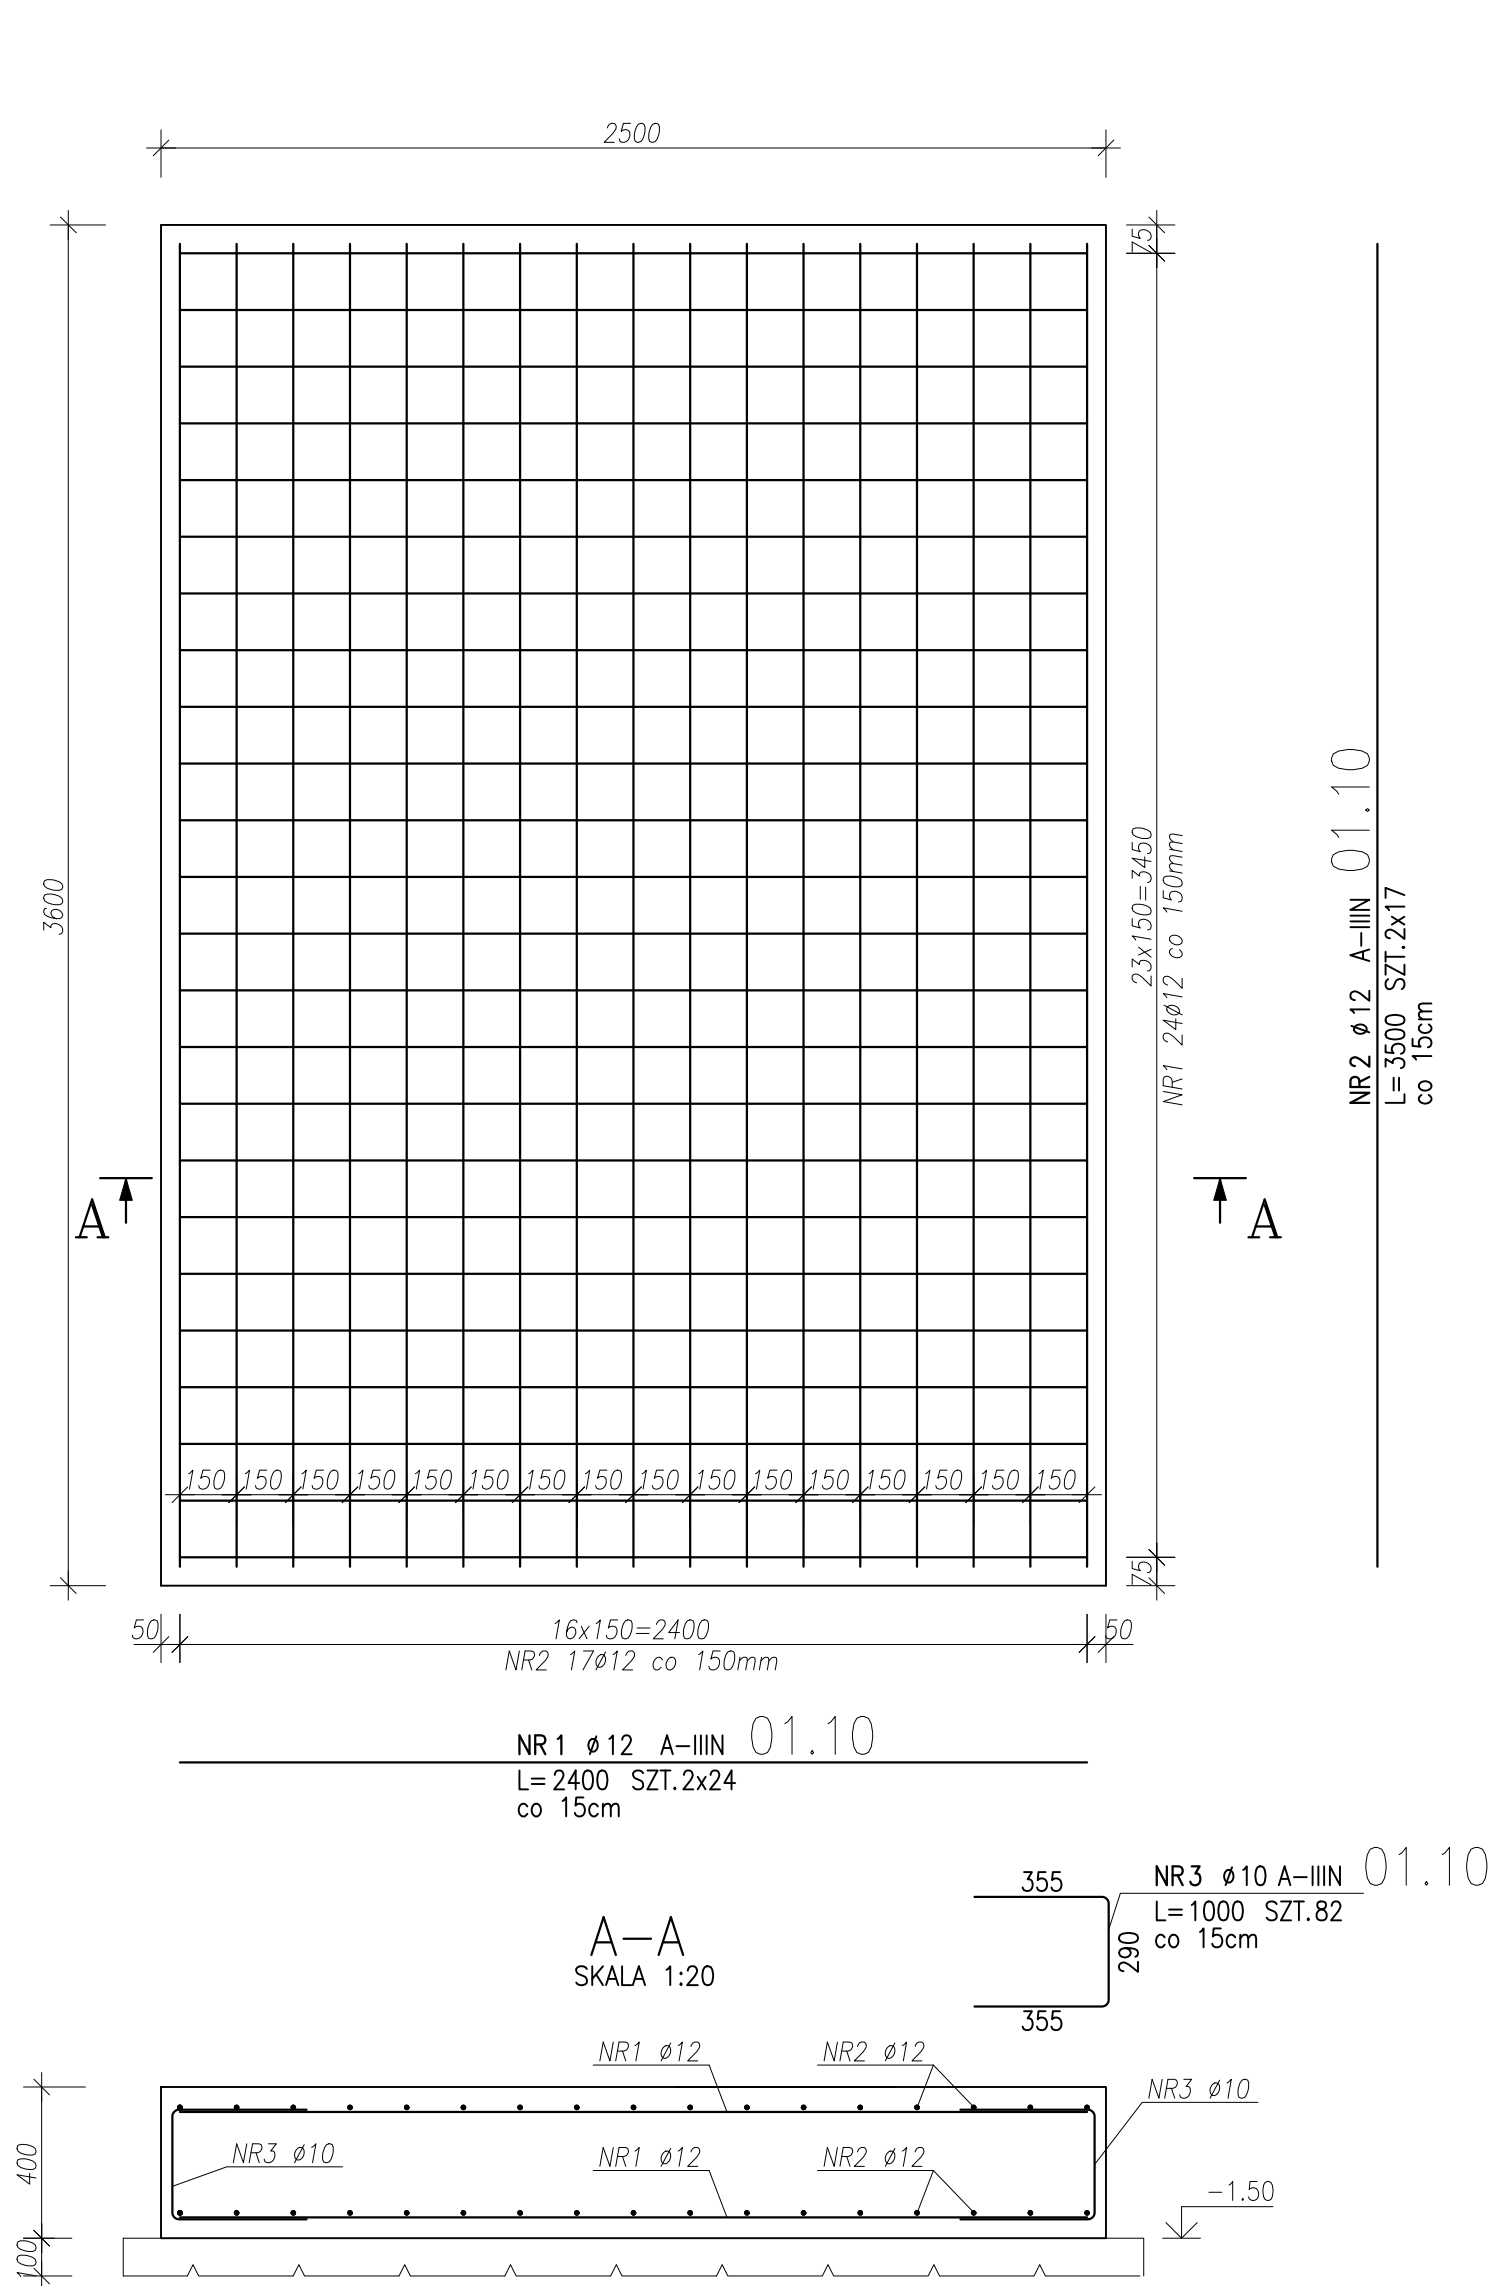 2500
75
3600
23x150=3450
NR1 24ø12 co 150mm
NR2 ø12 A-IIIN 01.10
L=3500 SZT.2x17
co 15cm
A
A
150 150 150 150 150 150 150 150 150 150 150 150 150 150 150 150
75
50
16x150=2400
50
NR2 17ø12 co 150mm
NR1 ø12 A-IIIN 01.10
L=2400 SZT.2x24
co 15cm
355
NR3 ø10 A-IIIN 01.10
L=1000 SZT.82
co 15cm
290
355
A-A
SKALA 1:20
NR1 ø12
NR2 ø12
NR3 ø10
400
NR3 ø10
NR1 ø12
NR2 ø12
-1.50
100